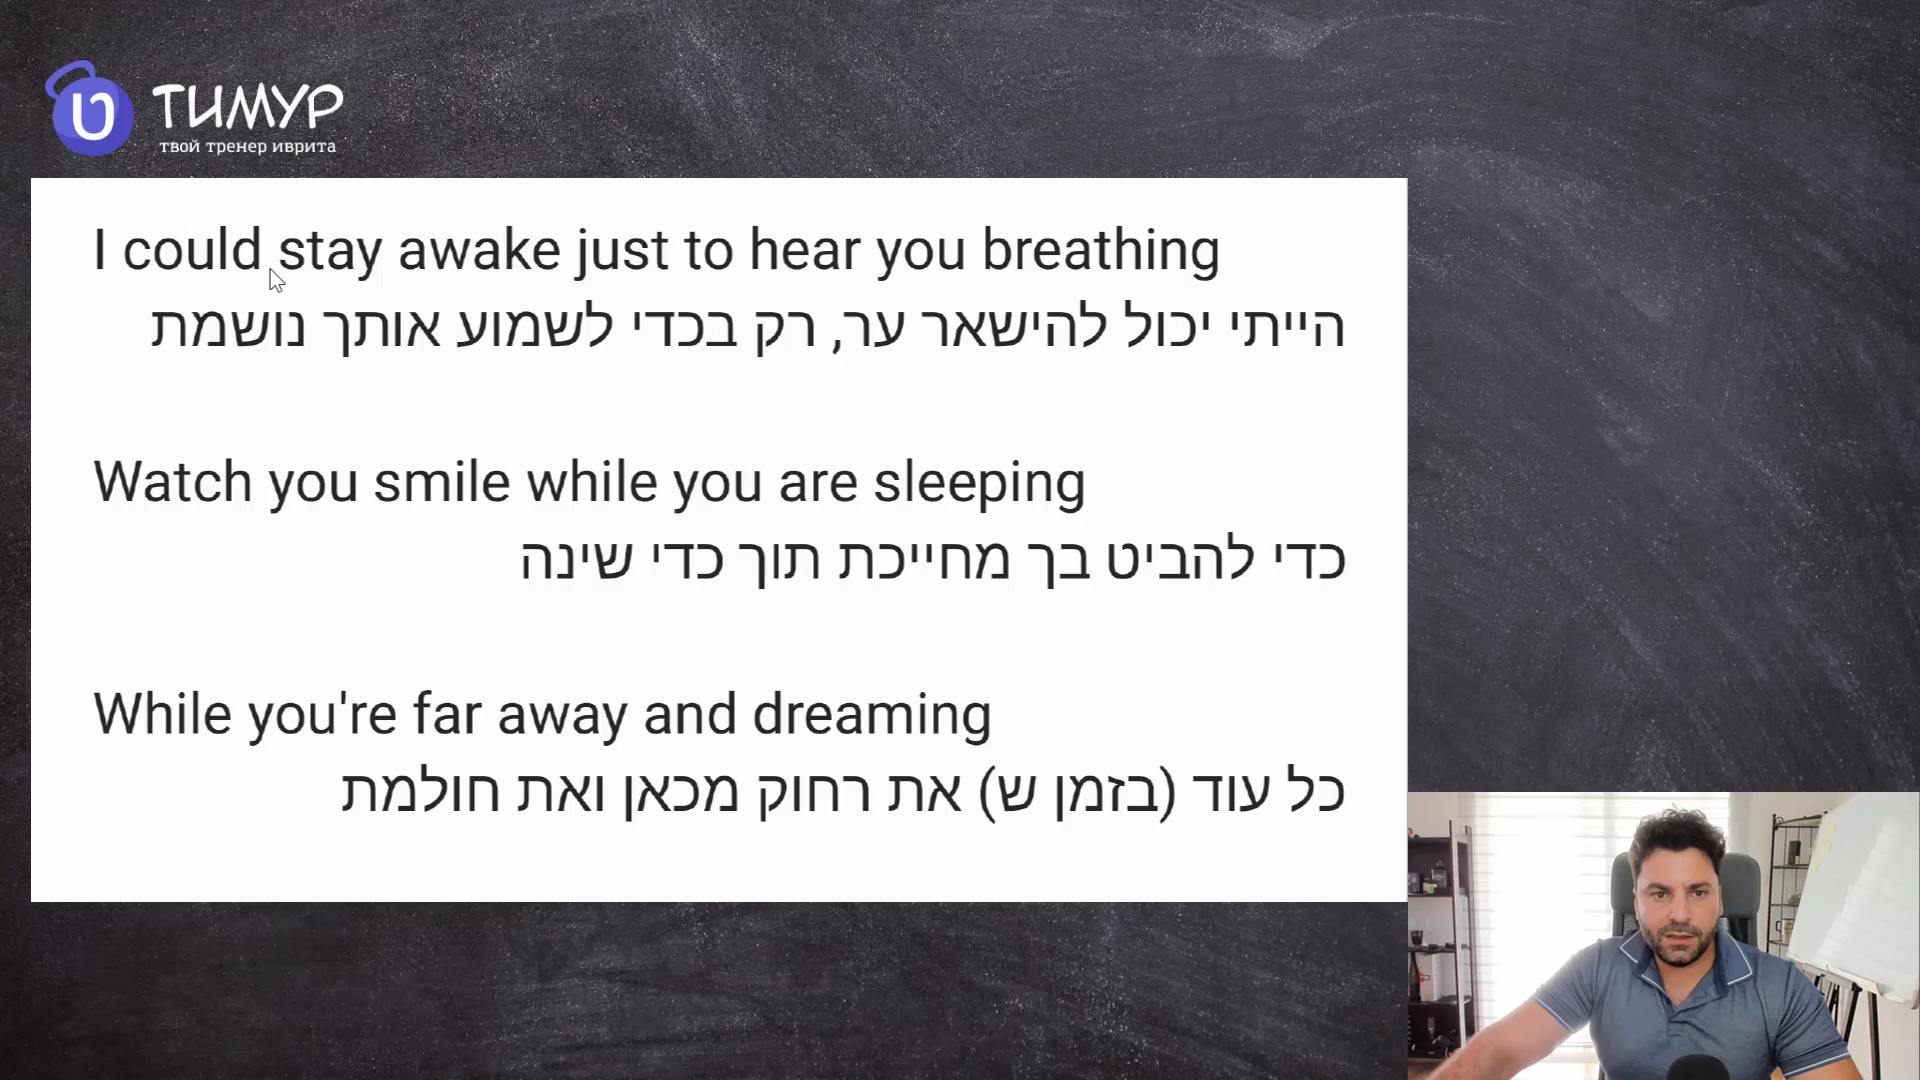 ТИМУР
твой тренер иврита
I could stay awake just to hear you breathing
הייתי יכול להישאר ער, רק בכדי לשמוע אותך נושמת
Watch you smile while you are sleeping
כדי להביט בך מחייכת תוך כדי שינה
While you're far away and dreaming
כל עוד (בזמן ש) את רחוק מכאן ואת חולמת